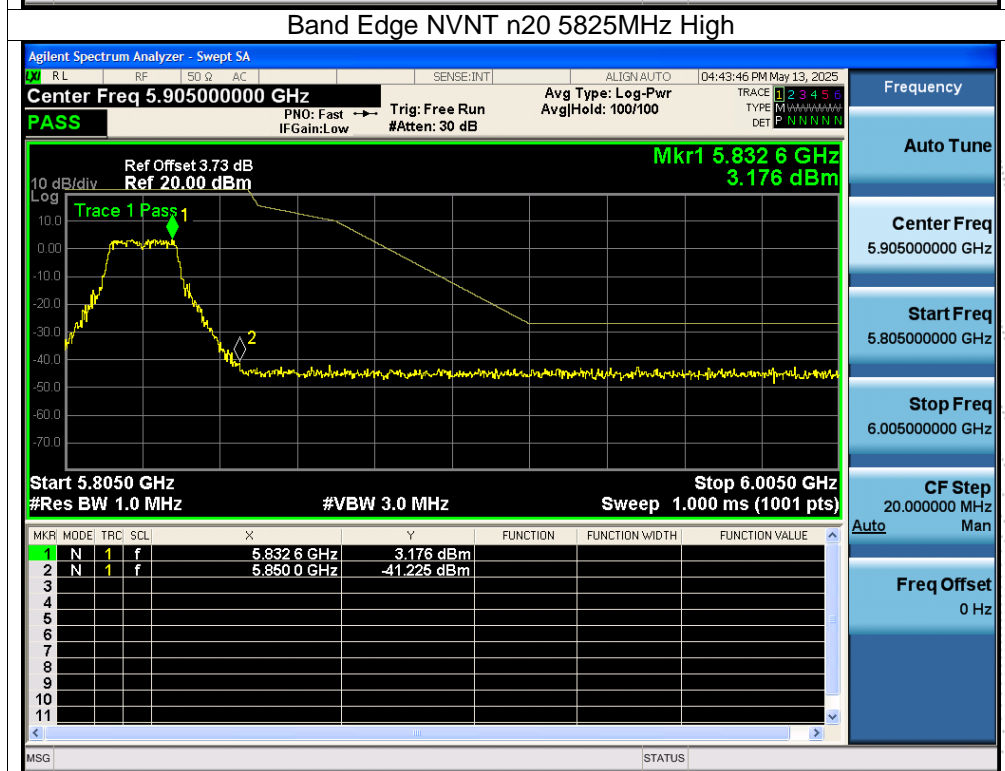 Band Edge NVNT n20 5825MHz High
Agilent Spectrum Analyzer - Swept SA
LXI RL RF 50 Ω AC SENSE:INT ALIGNAUTO 04:43:46 PM May 13, 2025
Center Freq 5.905000000 GHz Avg Type: Log-Pwr TRACE 1 2 3 4 5 6
PASS PNO: Fast Trig: Free Run Avg|Hold: 100/100 TYPE M WWWWW
IFGain:Low #Atten: 30 dB DET P N N N N N
Mkr1 5.832 6 GHz
3.176 dBm
Ref Offset 3.73 dB
10 dB/div Ref 20.00 dBm
Log
Trace 1 Pass
1
10.0
0.00
-10.0
-20.0
-30.0
2
-40.0
-50.0
-60.0
-70.0
Start 5.8050 GHz Stop 6.0050 GHz
#Res BW 1.0 MHz #VBW 3.0 MHz Sweep 1.000 ms (1001 pts)
MKR MODE TRC SCL X Y FUNCTION FUNCTION WIDTH FUNCTION VALUE
1 N 1 f 5.832 6 GHz 3.176 dBm
2 N 1 f 5.850 0 GHz -41.225 dBm
3
4
5
6
7
8
9
10
11
MSG STATUS
Frequency
Auto Tune
Center Freq
5.905000000 GHz
Start Freq
5.805000000 GHz
Stop Freq
6.005000000 GHz
CF Step
20.000000 MHz
Auto Man
Freq Offset
0 Hz